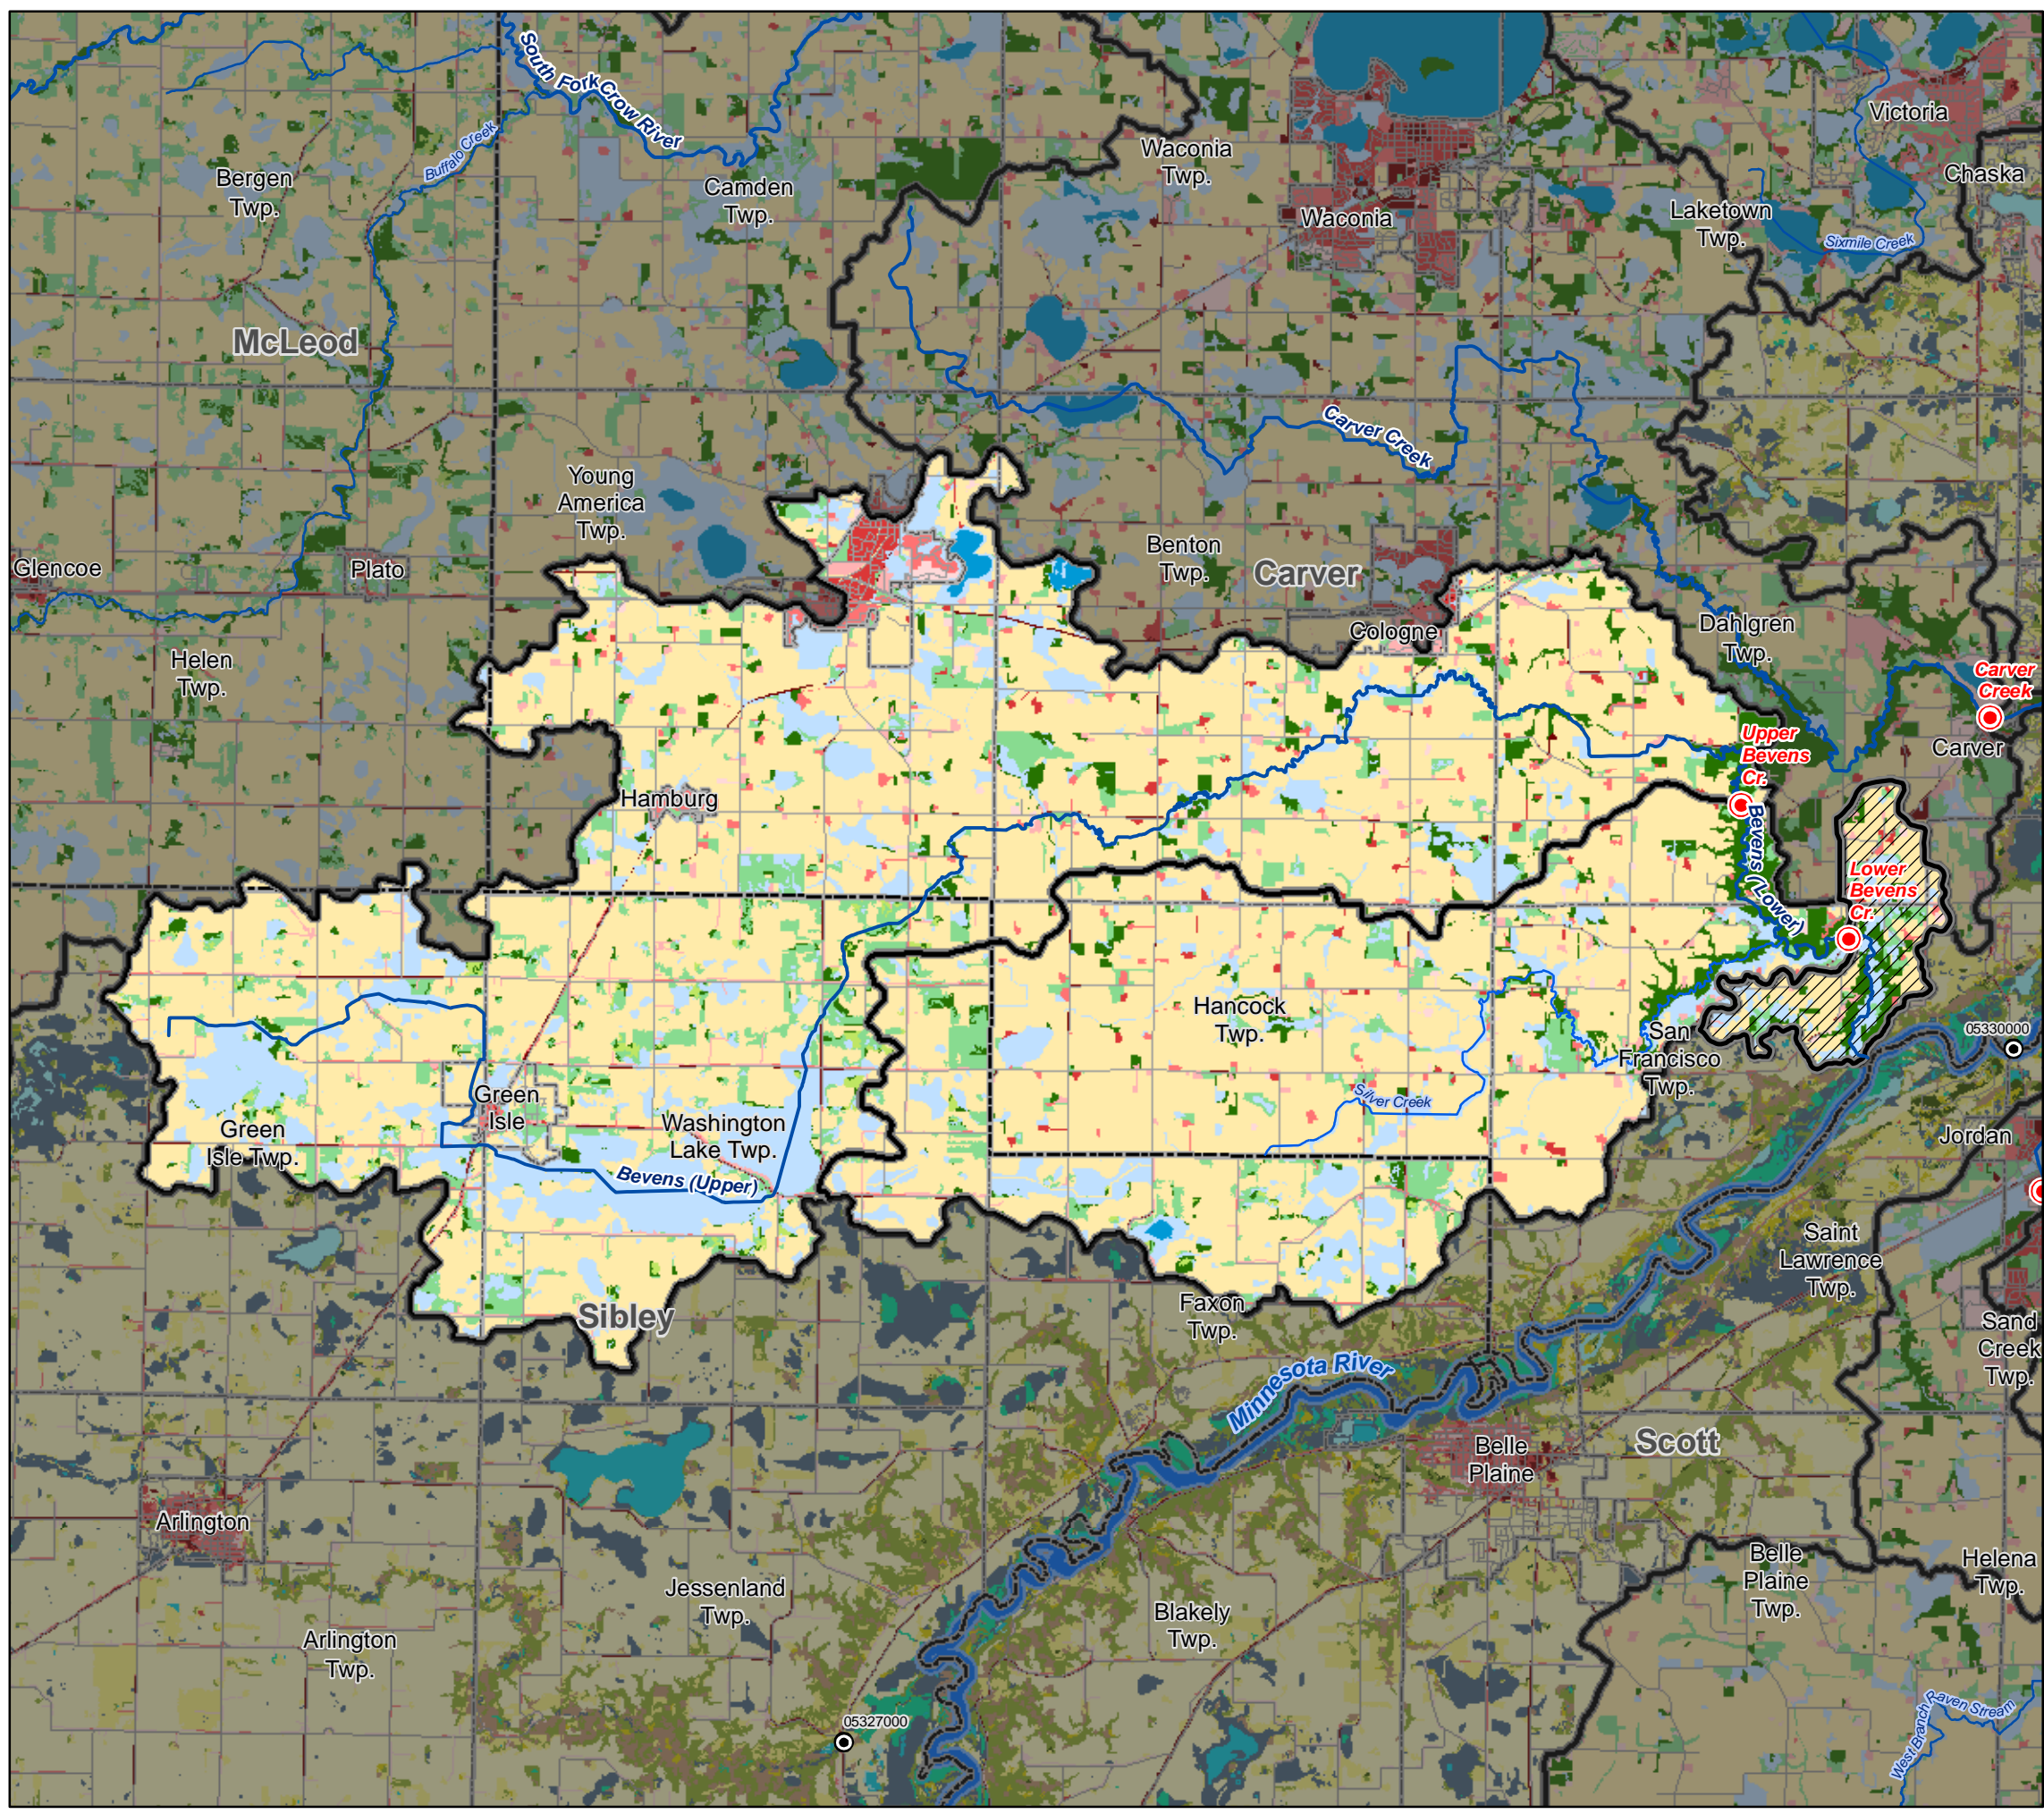 South Fork Crow River
Buffalo Creek
Bergen
Twp.
Camden
Twp.
Waconia
Twp.
Waconia
Victoria
Chaska
Laketown
Twp.
Sixmile Creek
McLeod
Carver Creek
Young
America
Twp.
Glencoe
Plato
Benton
Twp.
Carver
Cologne
Dahlgren
Twp.
Helen
Twp.
Carver
Creek
Carver
Upper
Bevens
Cr.
Hamburg
Bevens (Lower)
Lower
Bevens
Cr.
Hancock
Twp.
San
Francisco
Twp.
05330000
Silver Creek
Green
Isle
Green
Isle Twp.
Washington
Lake Twp.
Bevens (Upper)
Jordan
Saint
Lawrence
Twp.
Sibley
Faxon
Twp.
Sand
Creek
Twp.
Minnesota River
Belle
Plaine
Scott
Arlington
Belle
Plaine
Twp.
Helena
Twp.
Jessenland
Twp.
Blakely
Twp.
Arlington
Twp.
05327000
West Branch Raven Stream